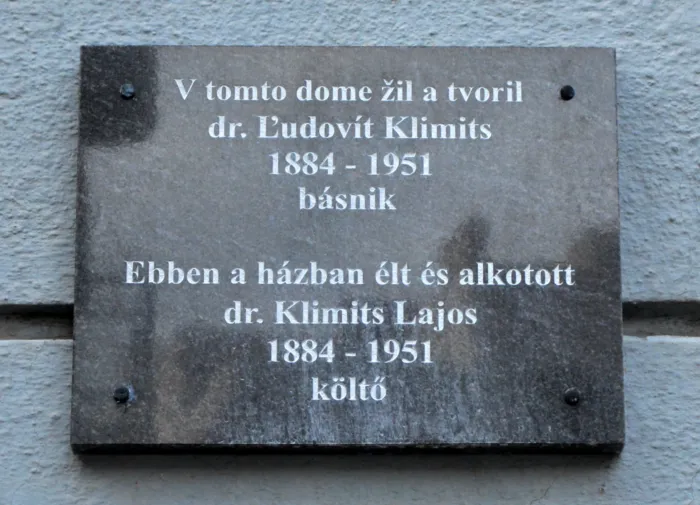 V tomto dome žil a tvoril
dr. Ľudovít Klimits
1884 - 1951
básnik
Ebben a házban élt és alkotott
dr. Klimits Lajos
1884 - 1951
költő